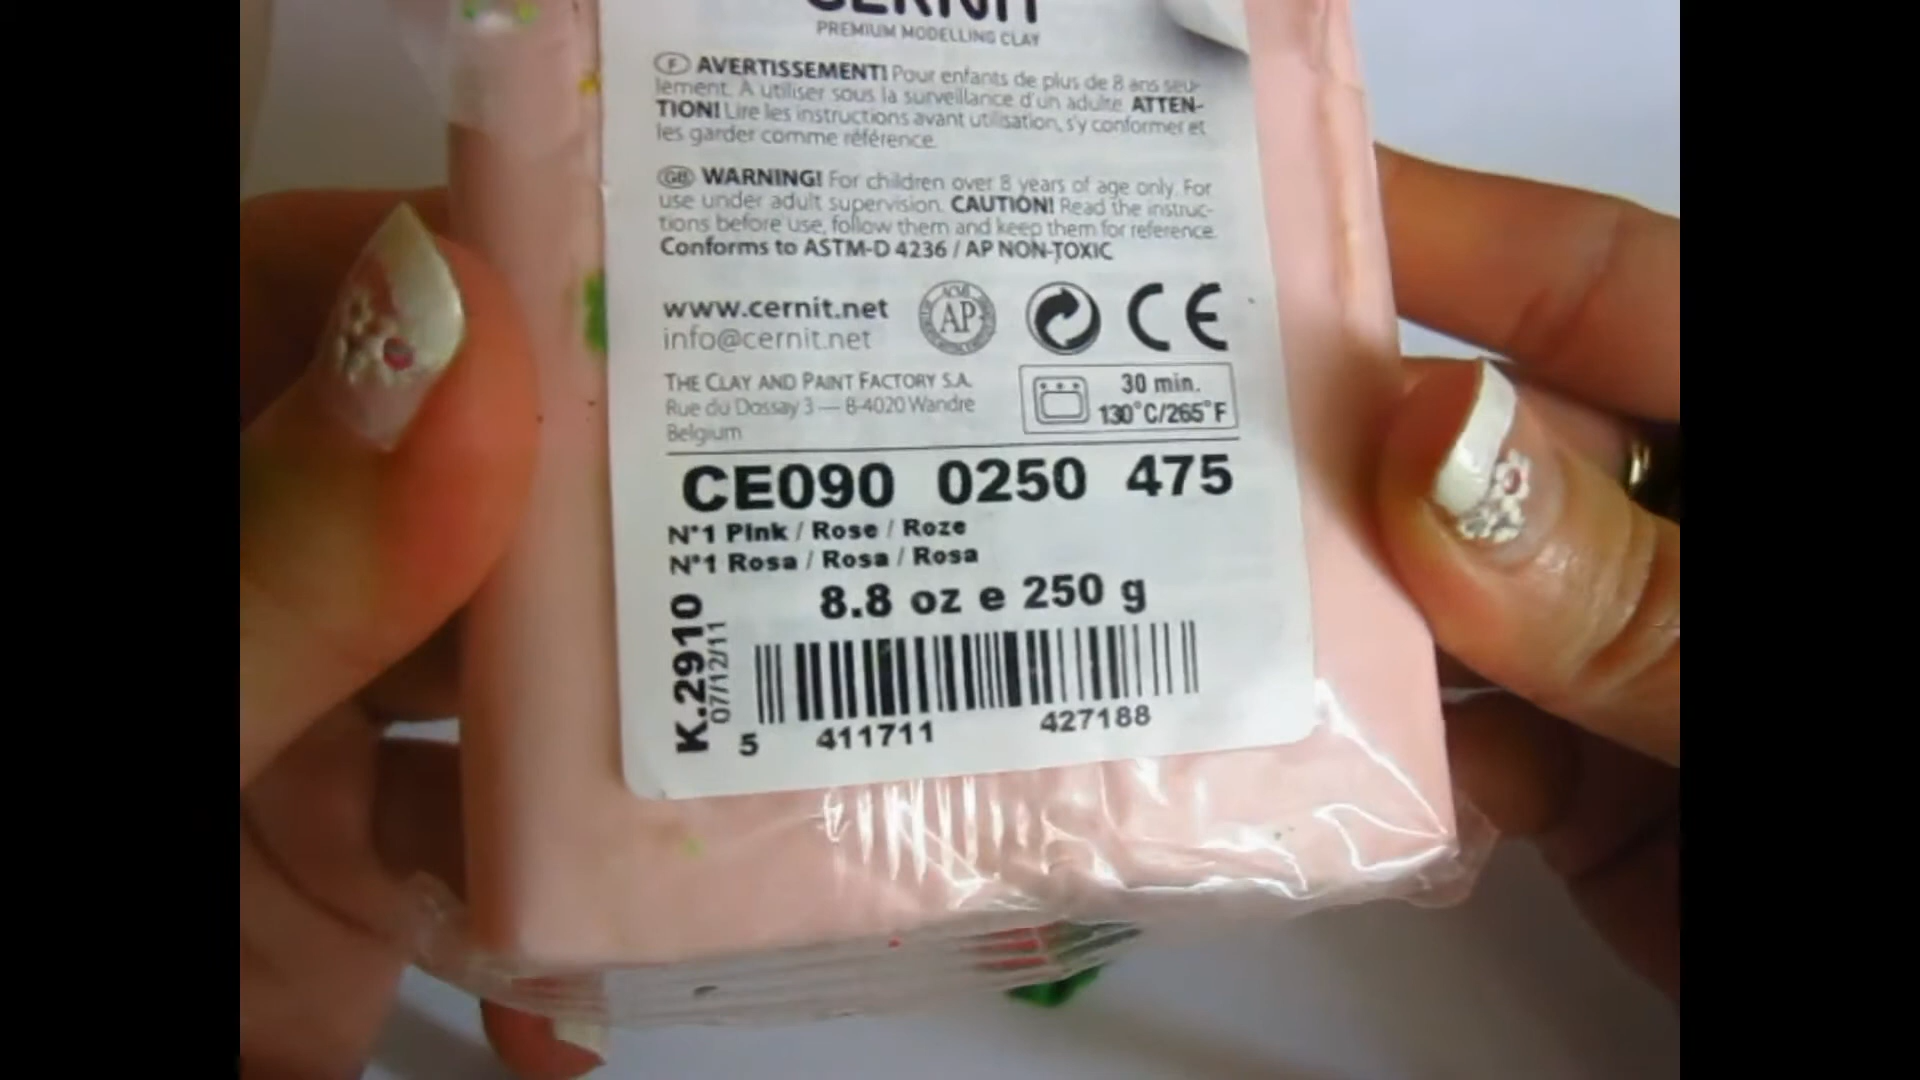 CERNIT
PREMIUM MODELLING CLAY
F AVERTISSEMENT! Pour enfants de plus de 8 ans seu-
lement. À utiliser sous la surveillance d'un adulte. ATTEN-
TION! Lire les instructions avant utilisation, s'y conformer et
les garder comme référence.
GB WARNING! For children over 8 years of age only. For
use under adult supervision. CAUTION! Read the instruc-
tions before use, follow them and keep them for reference.
Conforms to ASTM-D 4236 / AP NON-TOXIC
www.cernit.net
info@cernit.net
ACMI
AP
CE
THE CLAY AND PAINT FACTORY S.A.
Rue du Dossay 3 — B-4020 Wandre
Belgium
30 min.
130°C/265°F
CE090 0250 475
N°1 Pink / Rose / Roze
N°1 Rosa / Rosa / Rosa
8.8 oz e 250 g
K.2910
07/12/11
5 411711 427188